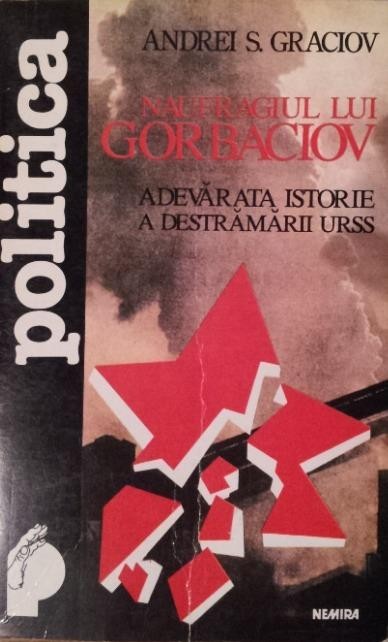 politica
ANDREI S. GRACIOV
NAUFRAGIUL LUI
GORBACIOV
ADEVĂRATA ISTORIE
A DESTRĂMĂRII URSS
NEMIRA